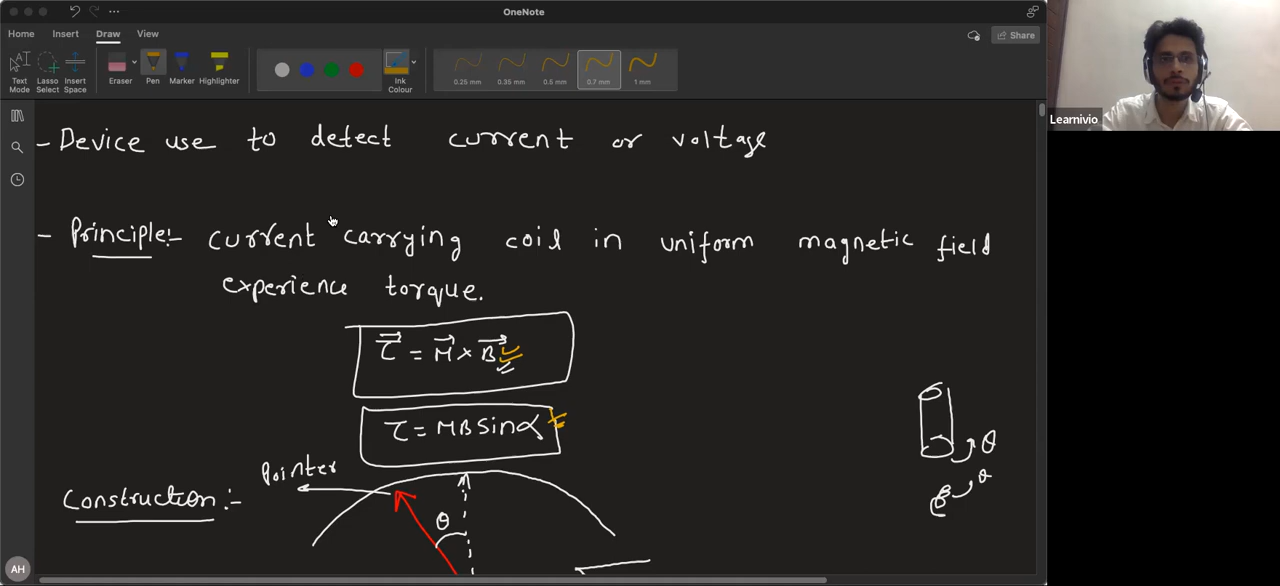 OneNote
Home Insert Draw View
Share
Text Mode
Lasso Select
Insert Space
Eraser
Pen
Marker
Highlighter
Ink Colour
0.25 mm
0.35 mm
0.5 mm
0.7 mm
1 mm
Learnivio
- Device use to detect current or voltage
- Principle:- current carrying coil in uniform magnetic field
experience torque.
τ = M × B
τ = MB sin α
θ
θ
Pointer
Construction :-
θ
AH